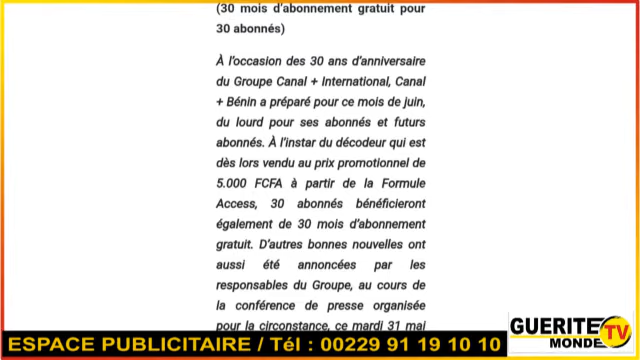 (30 mois d'abonnement gratuit pour
30 abonnés)
À l'occasion des 30 ans d'anniversaire
du Groupe Canal + International, Canal
+ Bénin a préparé pour ce mois de juin,
du lourd pour ses abonnés et futurs
abonnés. À l'instar du décodeur qui est
dès lors vendu au prix promotionnel de
5.000 FCFA à partir de la Formule
Access, 30 abonnés bénéficieront
également de 30 mois d'abonnement
gratuit. D'autres bonnes nouvelles ont
aussi été annoncées par les
responsables du Groupe, au cours de
la conférence de presse organisée
pour la circonstance, ce mardi 31 mai
ESPACE PUBLICITAIRE / Tél : 00229 91 19 10 10
GUERITE
TV
MONDE